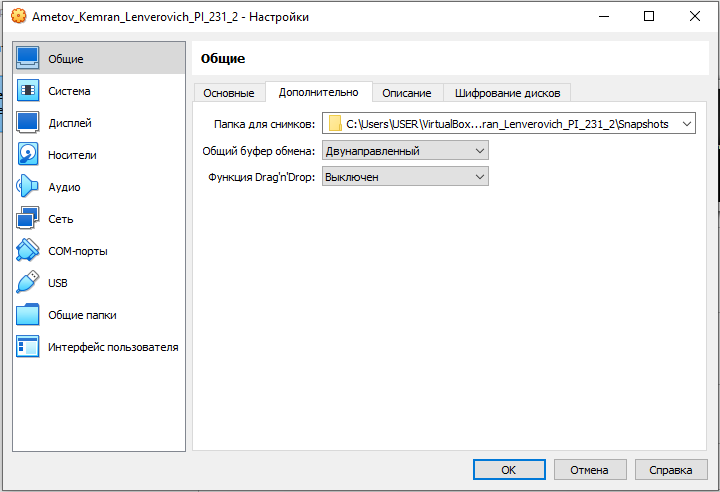 Ametov_Kemran_Lenverovich_PI_231_2 - Настройки
Общие
Система
Дисплей
Носители
Аудио
Сеть
COM-порты
USB
Общие папки
Интерфейс пользователя
Общие
Основные Дополнительно Описание Шифрование дисков
Папка для снимков: C:\Users\USER\VirtualBox...ran_Lenverovich_PI_231_2\Snapshots
Общий буфер обмена: Двунаправленный
Функция Drag'n'Drop: Выключен
OK Отмена Справка